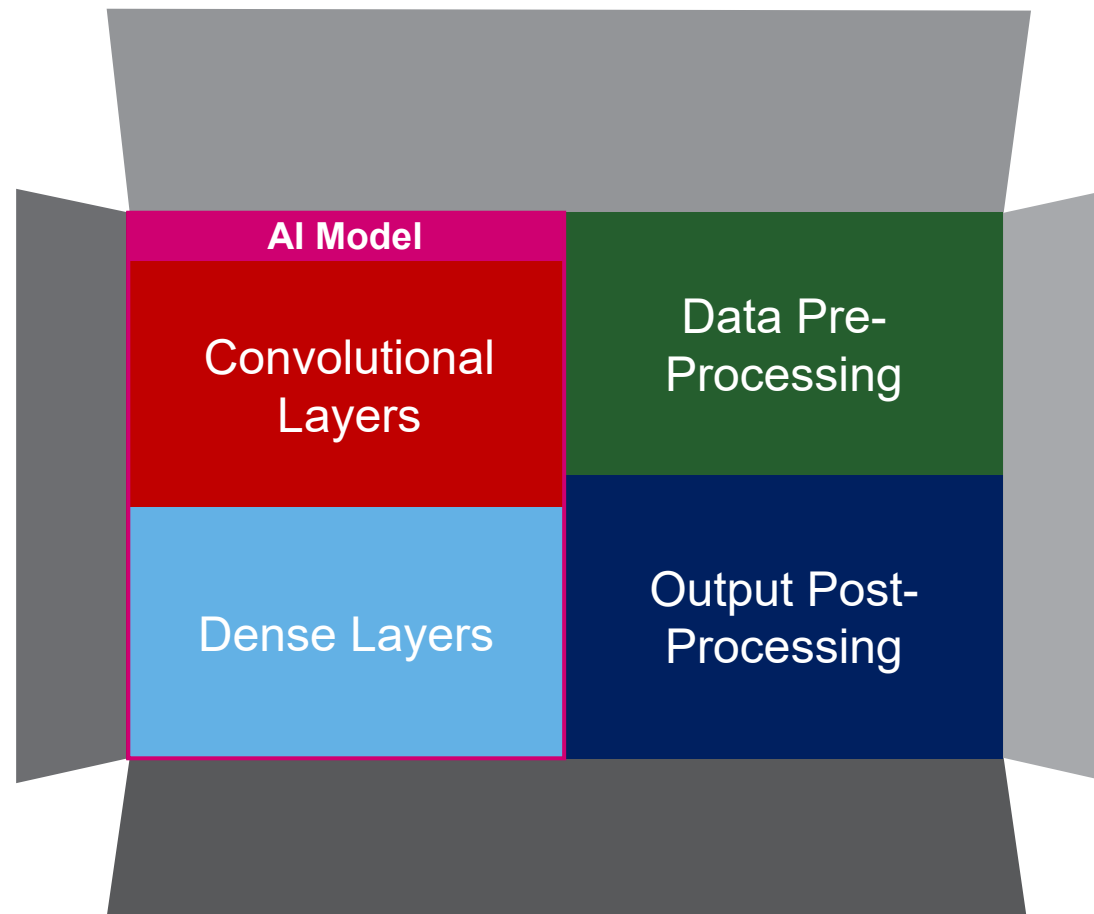 AI Model
Convolutional
Layers
Dense Layers
Data Pre-
Processing
Output Post-
Processing